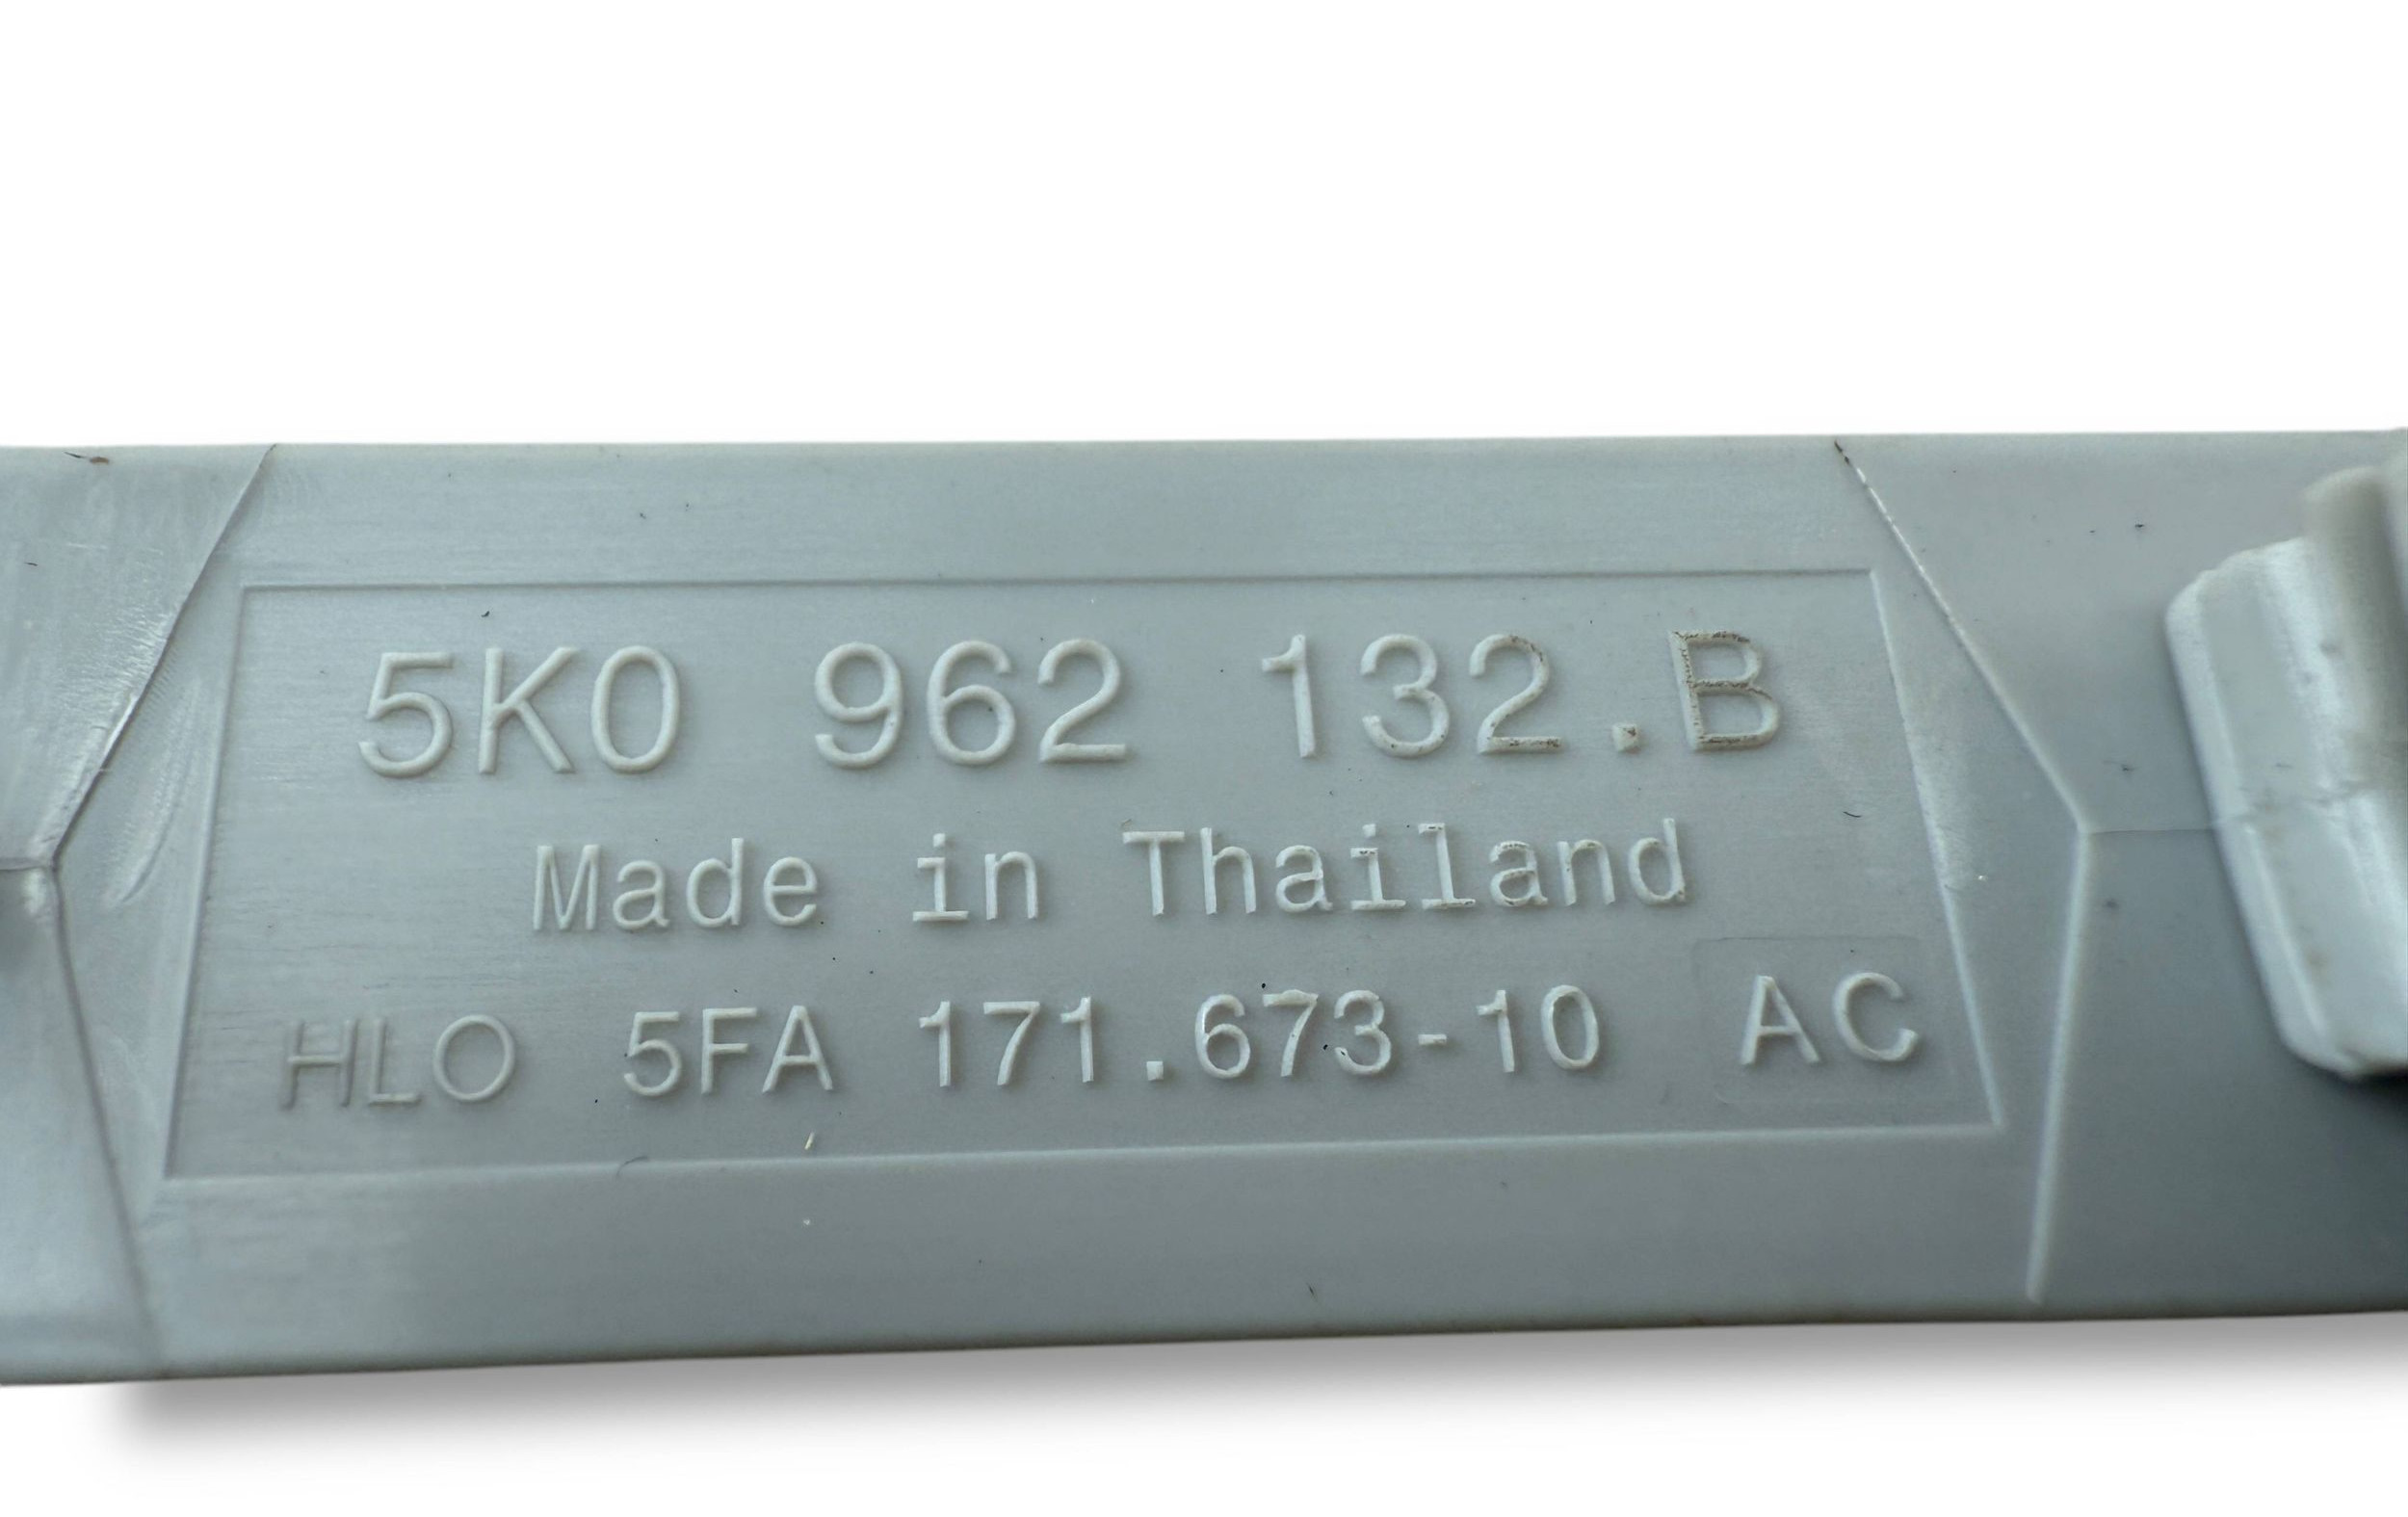 5K0 962 132.B
Made in Thailand
HLO 5FA 171.673-10 AC